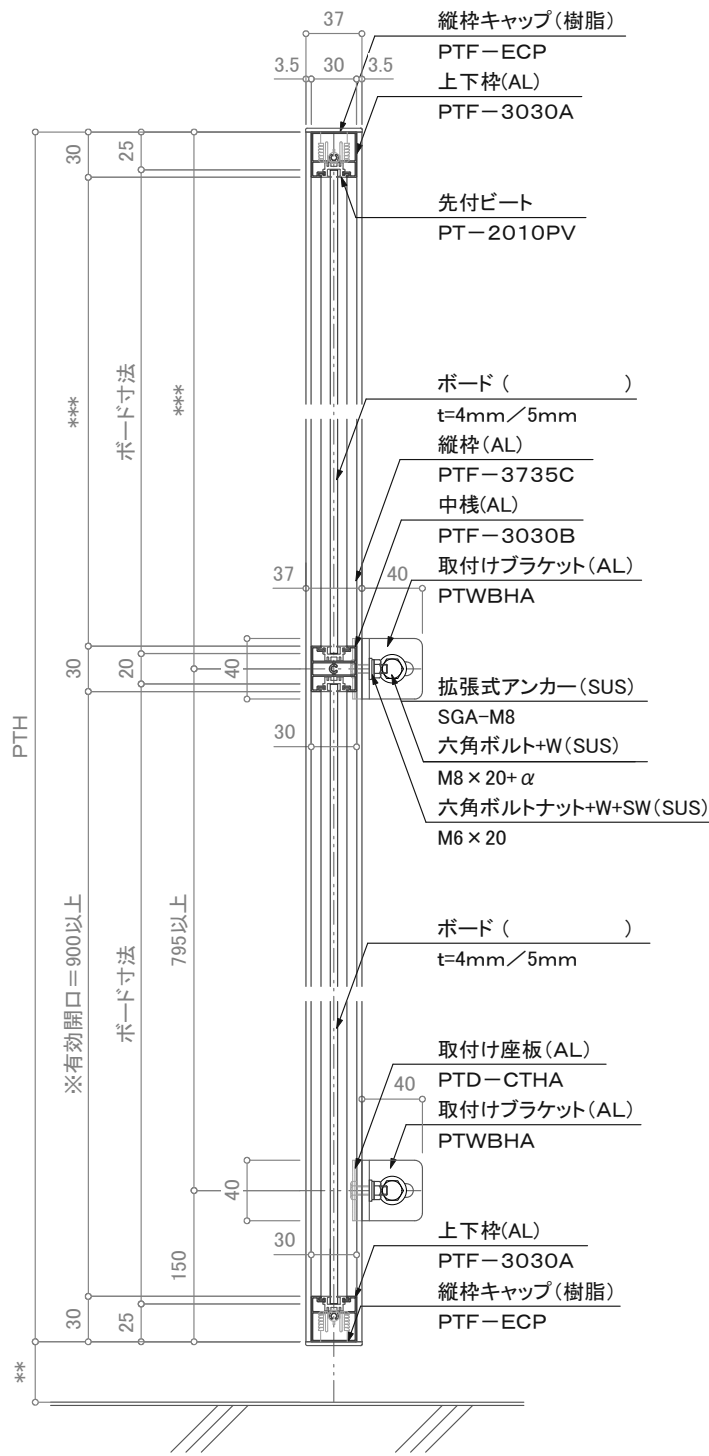 37
縦枠キャップ(樹脂)
PTF-ECP
3.5 30 3.5
上下枠(AL)
PTF-3030A
30
25
先付ビート
PT-2010PV
***
ボード寸法
***
ボード (　　　　　)
t=4mm/5mm
縦枠(AL)
PTF-3735C
中桟(AL)
PTF-3030B
37
40
取付けブラケット(AL)
PTWBHA
30
20
40
拡張式アンカー(SUS)
SGA-M8
30
六角ボルト+W(SUS)
M8×20+α
六角ボルトナット+W+SW(SUS)
M6×20
PTH
※有効開口=900以上
ボード寸法
795以上
ボード (　　　　　)
t=4mm/5mm
取付け座板(AL)
PTD-CTHA
40
取付けブラケット(AL)
PTWBHA
40
30
上下枠(AL)
PTF-3030A
150
縦枠キャップ(樹脂)
PTF-ECP
30
25
**